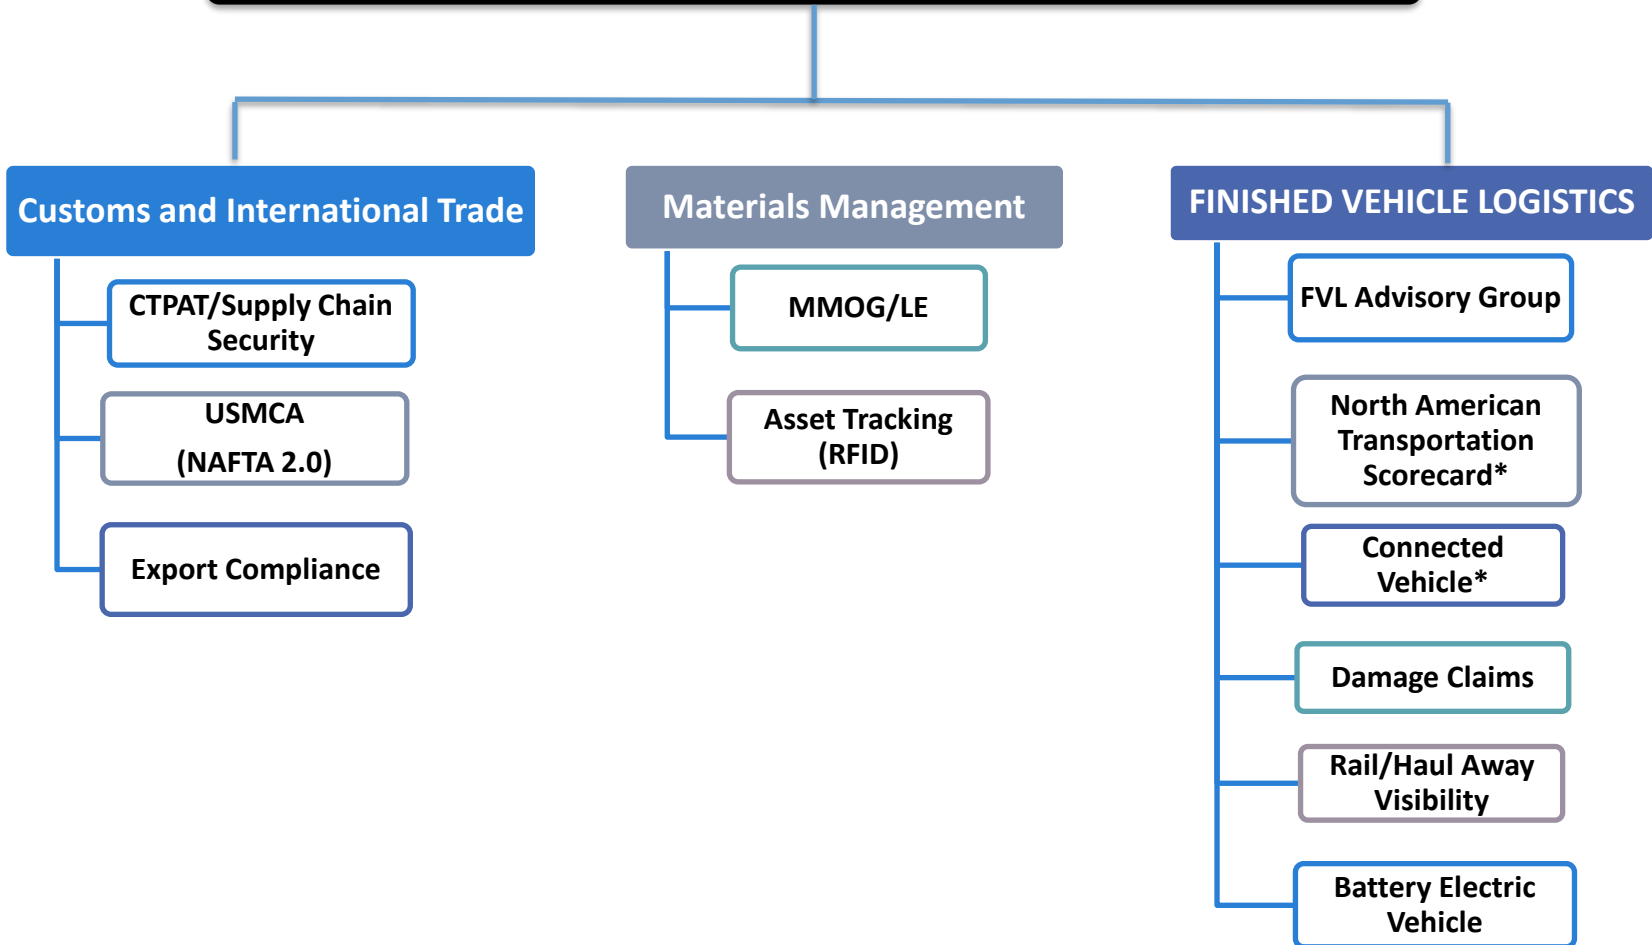 Customs and International Trade
CTPAT/Supply Chain
Security
USMCA
(NAFTA 2.0)
Export Compliance
Materials Management
MMOG/LE
Asset Tracking
(RFID)
FINISHED VEHICLE LOGISTICS
FVL Advisory Group
North American
Transportation
Scorecard*
Connected
Vehicle*
Damage Claims
Rail/Haul Away
Visibility
Battery Electric
Vehicle